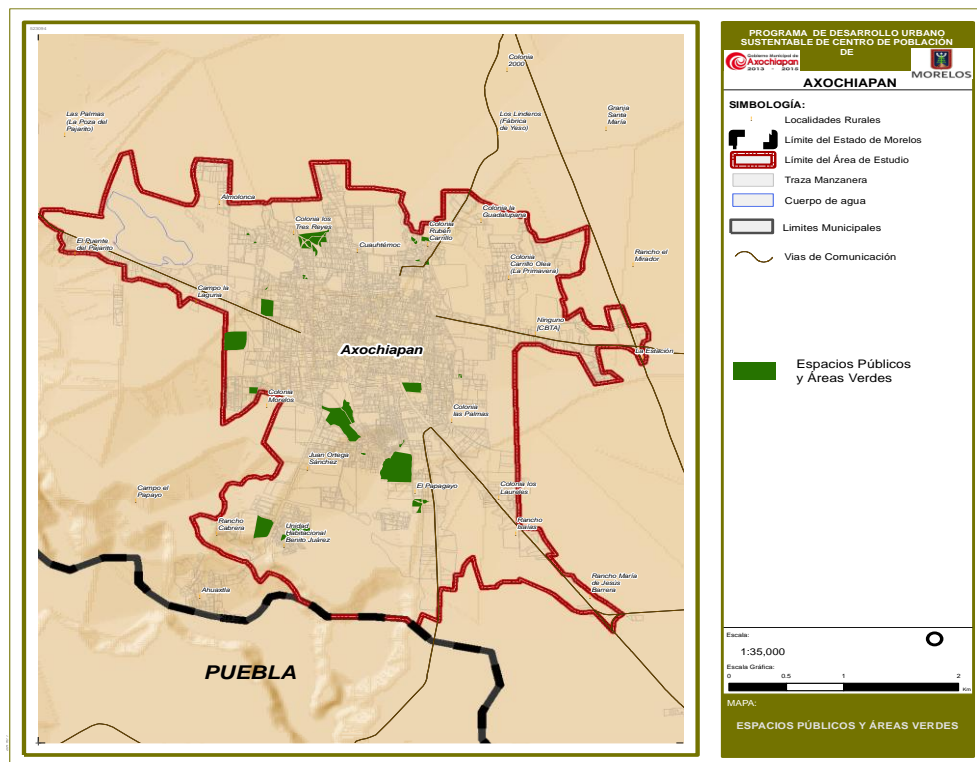 Colonia
2000
Las Palmas
(La Poza del
Pajarito)
Los Linderos
(Fábrica
de Yeso)
Granja
Santa
María
Almolonca
Colonia los
Tres Reyes
Colonia
Rubén
Carrillo
Colonia la
Guadalupana
Cuauhtémoc
El Puente
del Pajarito
Colonia
Carrillo Olea
(La Primavera)
Rancho el
Mirador
Campo la
Laguna
Ninguno
[CBTA]
Axochiapan
La Estación
Colonia
Morelos
Colonia
las Palmas
Juan Ortega
Sánchez
Campo el
Papayo
El Papagayo
Colonia los
Laureles
Rancho
Cabrera
Unidad
Habitacional
Benito Juárez
Rancho
Isaías
Ahuaxtla
Rancho María
de Jesús
Barrera
PUEBLA
PROGRAMA DE DESARROLLO URBANO
SUSTENTABLE DE CENTRO DE POBLACIÓN
DE
Gobierno Municipal de
Axochiapan
2013 - 2015
MORELOS
AXOCHIAPAN
SIMBOLOGÍA:
Localidades Rurales
Límite del Estado de Morelos
Límite del Área de Estudio
Traza Manzanera
Cuerpo de agua
Limites Municipales
Vias de Comunicación
Espacios Públicos
y Áreas Verdes
Escala:
1:35,000
Escala Gráfica:
0 0.5 1 2
Km
MAPA:
ESPACIOS PÚBLICOS Y ÁREAS VERDES